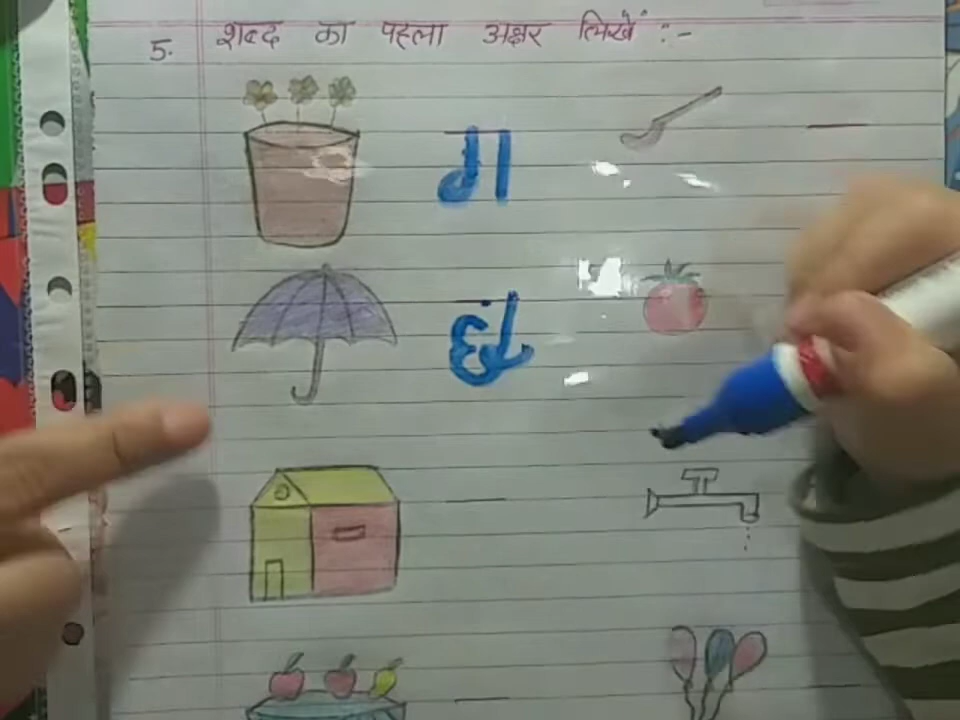 5. शब्द का पहला अक्षर लिखें :-
ग
छ